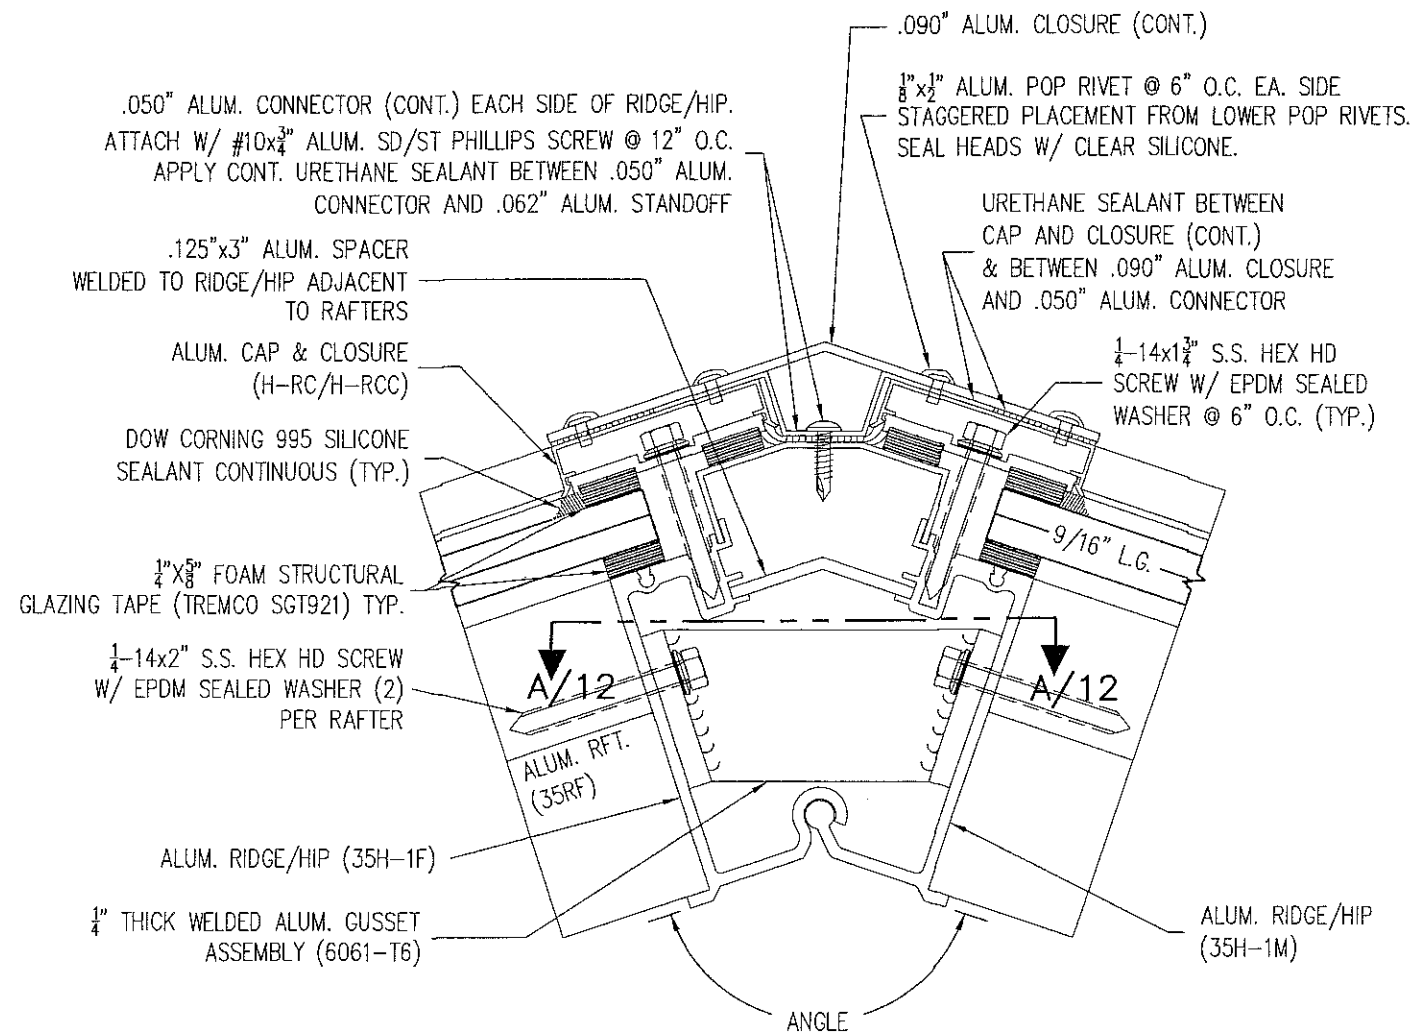 .090" ALUM. CLOSURE (CONT.)
1/8"x1/2" ALUM. POP RIVET @ 6" O.C. EA. SIDE
STAGGERED PLACEMENT FROM LOWER POP RIVETS.
SEAL HEADS W/ CLEAR SILICONE.
.050" ALUM. CONNECTOR (CONT.) EACH SIDE OF RIDGE/HIP.
ATTACH W/ #10x3/4" ALUM. SD/ST PHILLIPS SCREW @ 12" O.C.
APPLY CONT. URETHANE SEALANT BETWEEN .050" ALUM.
CONNECTOR AND .062" ALUM. STANDOFF
URETHANE SEALANT BETWEEN
CAP AND CLOSURE (CONT.)
& BETWEEN .090" ALUM. CLOSURE
AND .050" ALUM. CONNECTOR
.125"x3" ALUM. SPACER
WELDED TO RIDGE/HIP ADJACENT
TO RAFTERS
1/4-14x1 3/4" S.S. HEX HD
SCREW W/ EPDM SEALED
WASHER @ 6" O.C. (TYP.)
ALUM. CAP & CLOSURE
(H-RC/H-RCC)
DOW CORNING 995 SILICONE
SEALANT CONTINUOUS (TYP.)
9/16" L.G.
1/4"X5/8" FOAM STRUCTURAL
GLAZING TAPE (TREMCO SGT921) TYP.
1/4-14x2" S.S. HEX HD SCREW
W/ EPDM SEALED WASHER (2)
PER RAFTER
A/12
A/12
ALUM. RFT.
(35RF)
ALUM. RIDGE/HIP (35H-1F)
1/4" THICK WELDED ALUM. GUSSET
ASSEMBLY (6061-T6)
ALUM. RIDGE/HIP
(35H-1M)
ANGLE